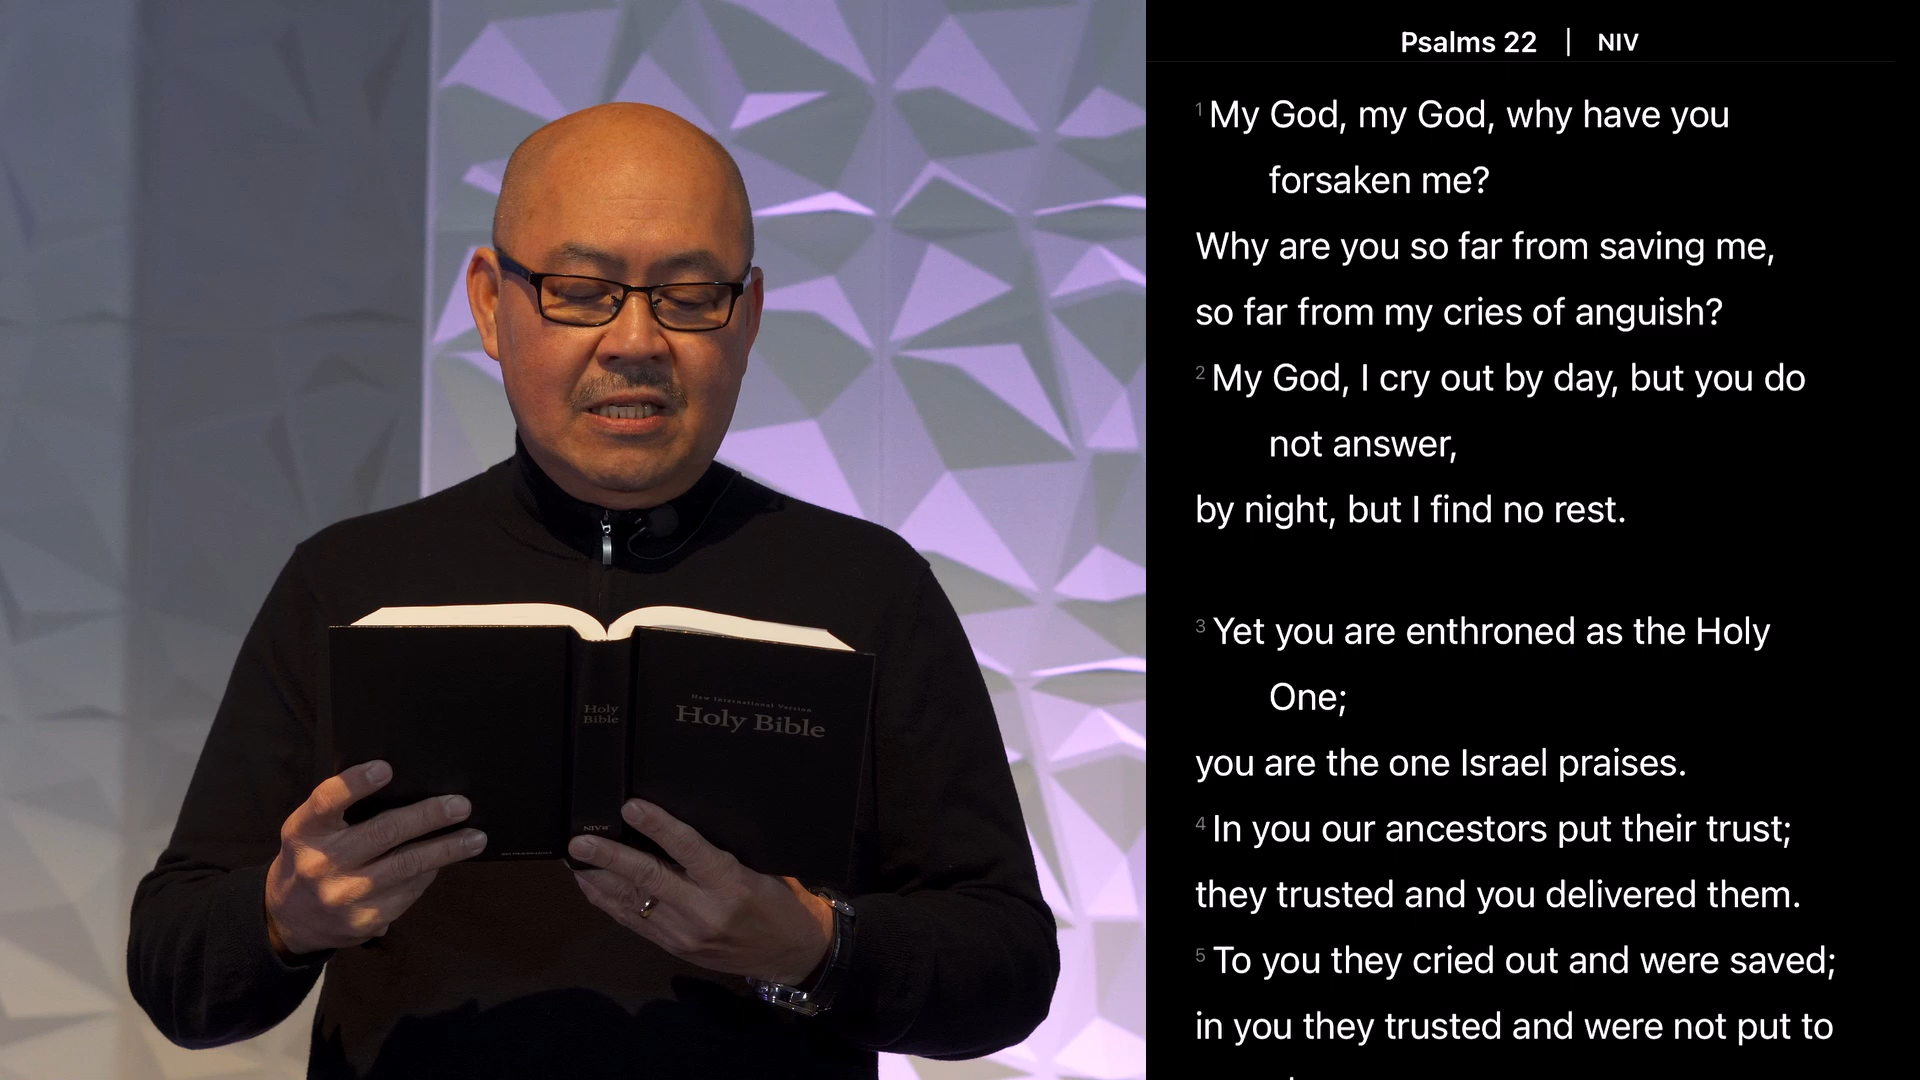 Psalms 22 | NIV
1 My God, my God, why have you
forsaken me?
Why are you so far from saving me,
so far from my cries of anguish?
2 My God, I cry out by day, but you do
not answer,
by night, but I find no rest.
3 Yet you are enthroned as the Holy
One;
you are the one Israel praises.
4 In you our ancestors put their trust;
they trusted and you delivered them.
5 To you they cried out and were saved;
in you they trusted and were not put to
Holy
Bible
NIV
New International Version
Holy Bible